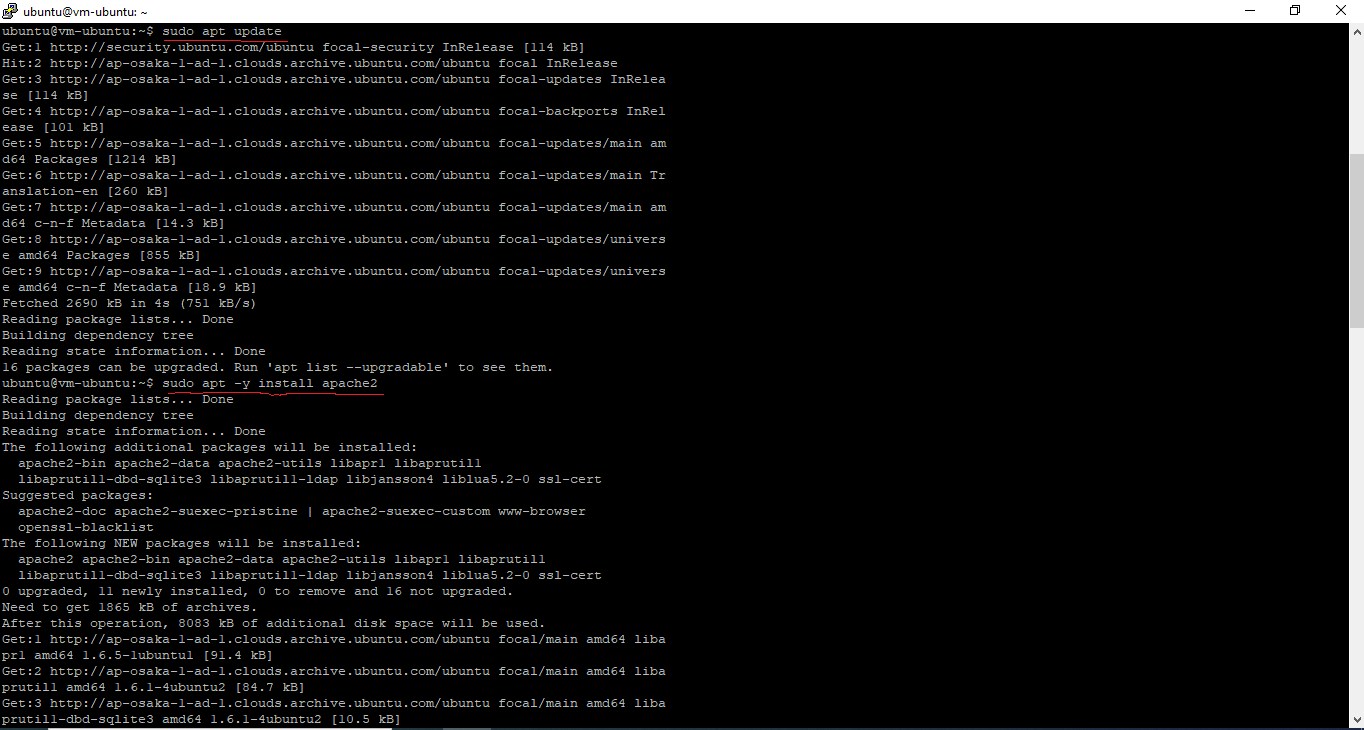 ubuntu@vm-ubuntu: ~
ubuntu@vm-ubuntu:~$ sudo apt update
Get:1 http://security.ubuntu.com/ubuntu focal-security InRelease [114 kB]
Hit:2 http://ap-osaka-1-ad-1.clouds.archive.ubuntu.com/ubuntu focal InRelease
Get:3 http://ap-osaka-1-ad-1.clouds.archive.ubuntu.com/ubuntu focal-updates InRelea
se [114 kB]
Get:4 http://ap-osaka-1-ad-1.clouds.archive.ubuntu.com/ubuntu focal-backports InRel
ease [101 kB]
Get:5 http://ap-osaka-1-ad-1.clouds.archive.ubuntu.com/ubuntu focal-updates/main am
d64 Packages [1214 kB]
Get:6 http://ap-osaka-1-ad-1.clouds.archive.ubuntu.com/ubuntu focal-updates/main Tr
anslation-en [260 kB]
Get:7 http://ap-osaka-1-ad-1.clouds.archive.ubuntu.com/ubuntu focal-updates/main am
d64 c-n-f Metadata [14.3 kB]
Get:8 http://ap-osaka-1-ad-1.clouds.archive.ubuntu.com/ubuntu focal-updates/univers
e amd64 Packages [855 kB]
Get:9 http://ap-osaka-1-ad-1.clouds.archive.ubuntu.com/ubuntu focal-updates/univers
e amd64 c-n-f Metadata [18.9 kB]
Fetched 2690 kB in 4s (751 kB/s)
Reading package lists... Done
Building dependency tree
Reading state information... Done
16 packages can be upgraded. Run 'apt list --upgradable' to see them.
ubuntu@vm-ubuntu:~$ sudo apt -y install apache2
Reading package lists... Done
Building dependency tree
Reading state information... Done
The following additional packages will be installed:
  apache2-bin apache2-data apache2-utils libapr1 libaprutil1
  libaprutil1-dbd-sqlite3 libaprutil1-ldap libjansson4 liblua5.2-0 ssl-cert
Suggested packages:
  apache2-doc apache2-suexec-pristine | apache2-suexec-custom www-browser
  openssl-blacklist
The following NEW packages will be installed:
  apache2 apache2-bin apache2-data apache2-utils libapr1 libaprutil1
  libaprutil1-dbd-sqlite3 libaprutil1-ldap libjansson4 liblua5.2-0 ssl-cert
0 upgraded, 11 newly installed, 0 to remove and 16 not upgraded.
Need to get 1865 kB of archives.
After this operation, 8083 kB of additional disk space will be used.
Get:1 http://ap-osaka-1-ad-1.clouds.archive.ubuntu.com/ubuntu focal/main amd64 liba
pr1 amd64 1.6.5-1ubuntu1 [91.4 kB]
Get:2 http://ap-osaka-1-ad-1.clouds.archive.ubuntu.com/ubuntu focal/main amd64 liba
prutil1 amd64 1.6.1-4ubuntu2 [84.7 kB]
Get:3 http://ap-osaka-1-ad-1.clouds.archive.ubuntu.com/ubuntu focal/main amd64 liba
prutil1-dbd-sqlite3 amd64 1.6.1-4ubuntu2 [10.5 kB]